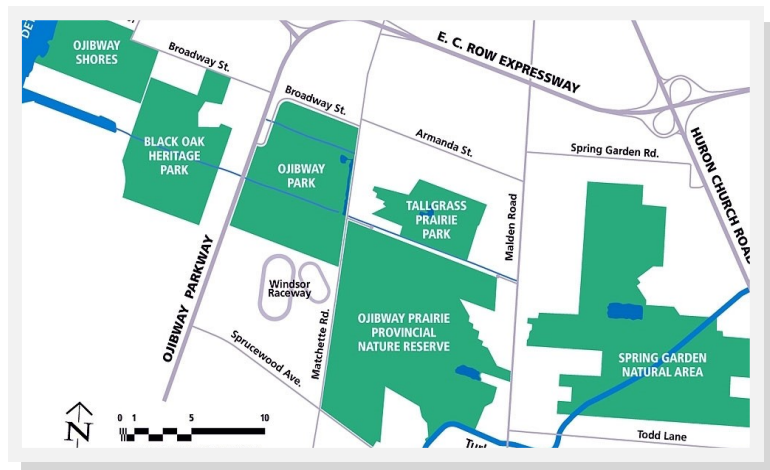 DE
OJIBWAY
SHORES
Broadway St.
E. C. ROW EXPRESSWAY
Broadway St.
BLACK OAK
HERITAGE
PARK
OJIBWAY
PARK
Armanda St.
Spring Garden Rd.
HURON CHURCH ROAD
TALLGRASS
PRAIRIE
PARK
Malden Road
OJIBWAY PARKWAY
Windsor
Raceway
OJIBWAY PRAIRIE
PROVINCIAL
NATURE RESERVE
Matchette Rd.
Sprucewood Ave.
SPRING GARDEN
NATURAL AREA
N
0 1 5 10
Todd Lane